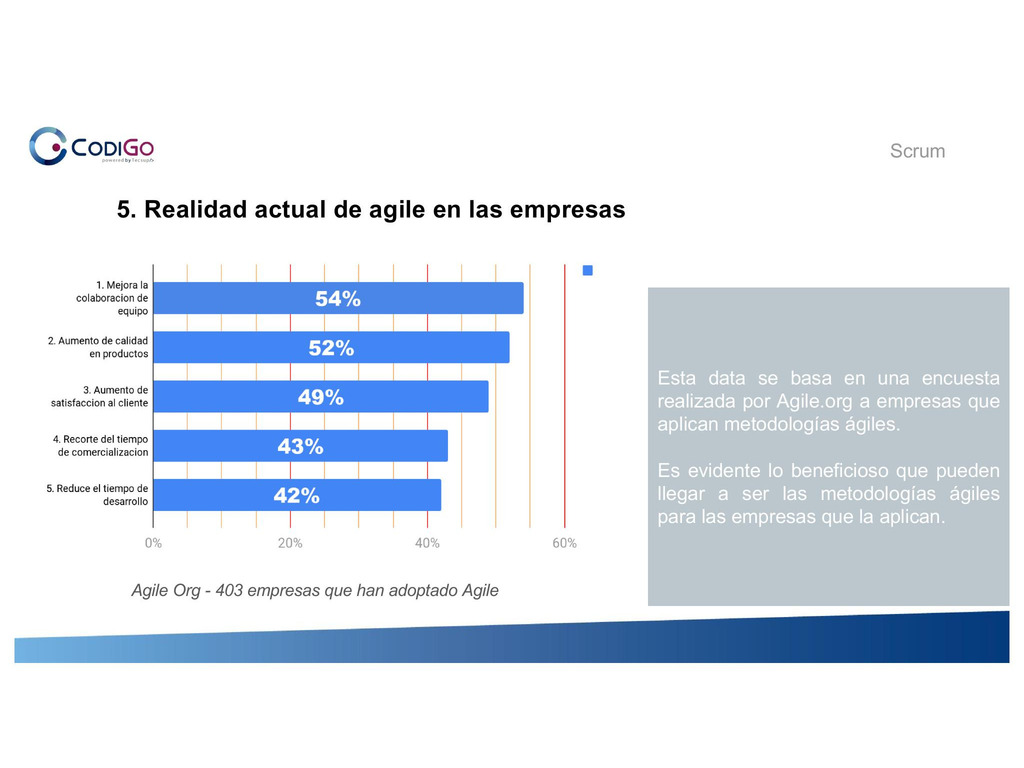 CODIGO
powered by Tecsup
Scrum
5. Realidad actual de agile en las empresas
1. Mejora la
colaboracion de
equipo
54%
2. Aumento de calidad
en productos
52%
3. Aumento de
satisfaccion al cliente
49%
4. Recorte del tiempo
de comercializacion
43%
5. Reduce el tiempo de
desarrollo
42%
0%
20%
40%
60%
Agile Org - 403 empresas que han adoptado Agile
Esta data se basa en una encuesta
realizada por Agile.org a empresas que
aplican metodologías ágiles.
Es evidente lo beneficioso que pueden
llegar a ser las metodologías ágiles
para las empresas que la aplican.